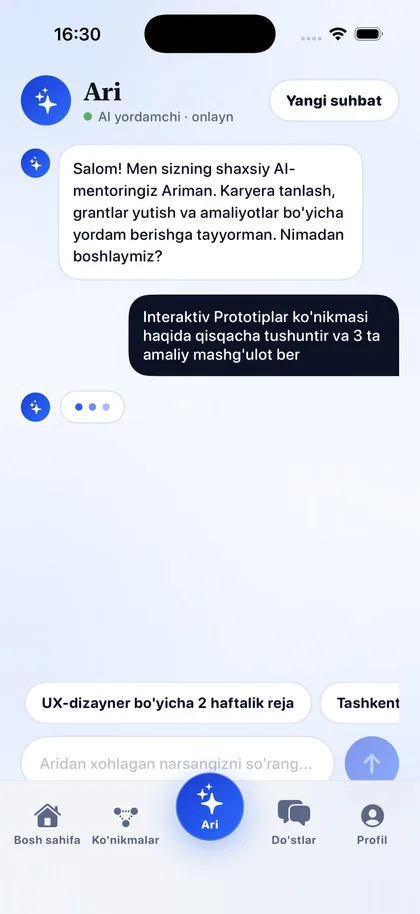 16:30
Ari
AI yordamchi · onlayn
Yangi suhbat
Salom! Men sizning shaxsiy AI-
mentoringiz Ariman. Karyera tanlash,
grantlar yutish va amaliyotlar bo'yicha
yordam berishga tayyorman. Nimadan
boshlaymiz?
Interaktiv Prototiplar ko'nikmasi
haqida qisqacha tushuntir va 3 ta
amaliy mashg'ulot ber
UX-dizayner bo'yicha 2 haftalik reja
Tashkent
Aridan xohlagan narsangizni so'rang...
Bosh sahifa
Ko'nikmalar
Ari
Do'stlar
Profil